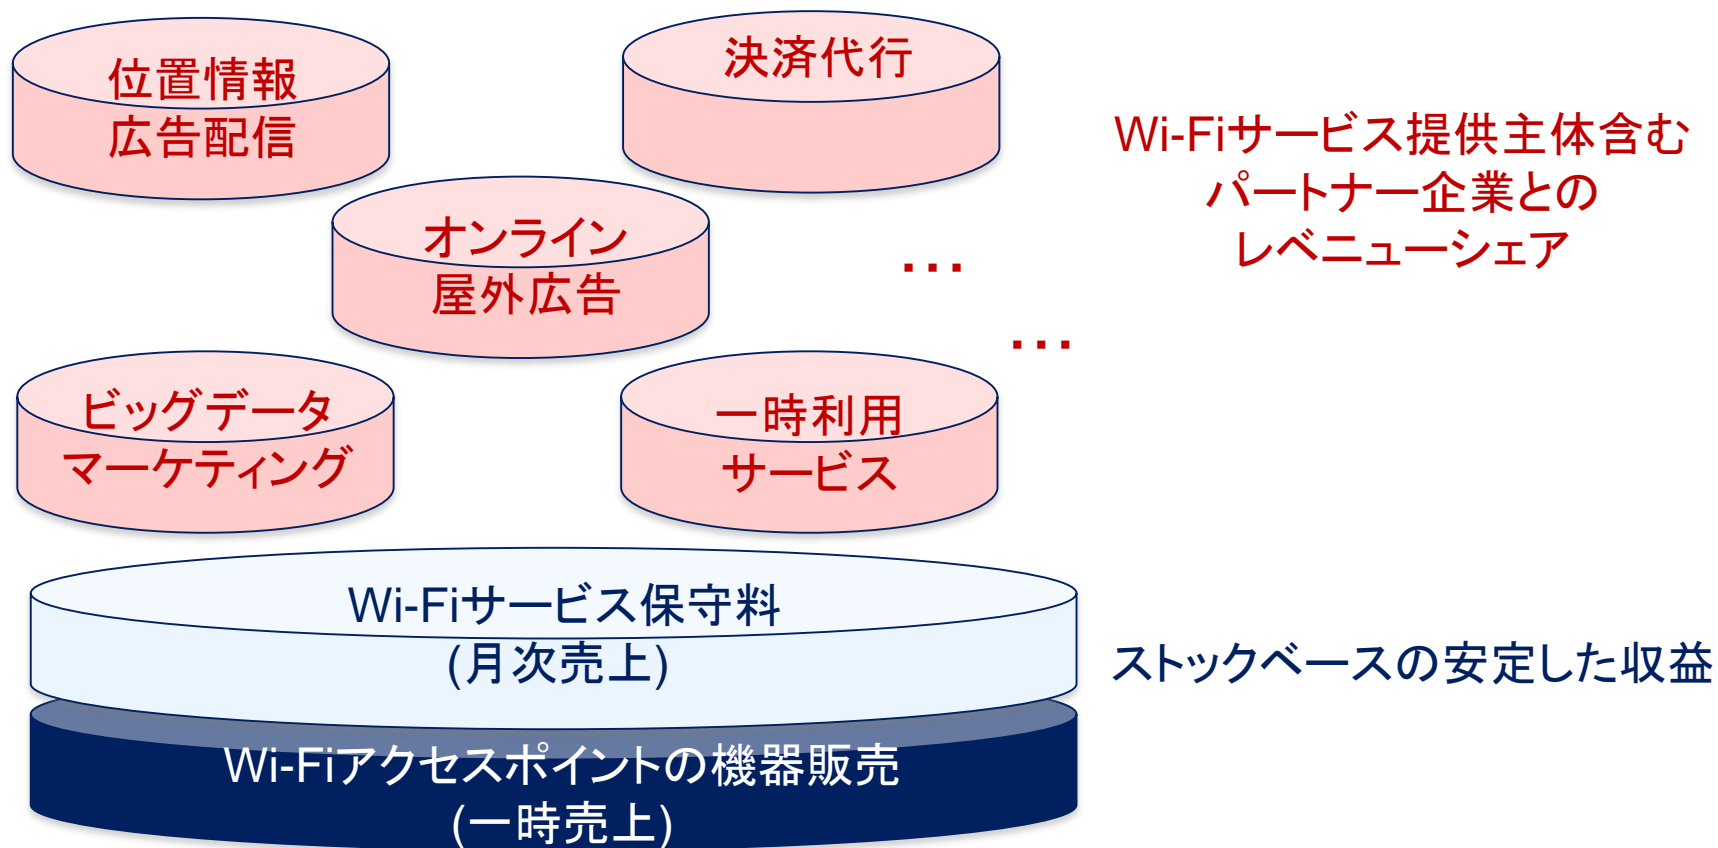 位置情報
広告配信
決済代行
Wi-Fiサービス提供主体含む
パートナー企業との
レベニューシェア
オンライン
屋外広告
...
...
ビッグデータ
マーケティング
一時利用
サービス
Wi-Fiサービス保守料
(月次売上)
ストックベースの安定した収益
Wi-Fiアクセスポイントの機器販売
(一時売上)